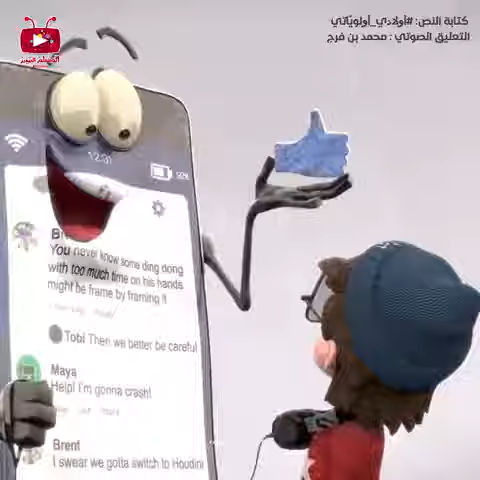 كتابة النص: #أولادي_أولوياتي
التعليق الصوتي : محمد بن فرج
12:01
You never know some ding dong
with too much time on his hands
might be frame by framing it
Tobi Then we better be careful
Maya
Help! I'm gonna crash!
Brent
I swear we gotta switch to Houdini